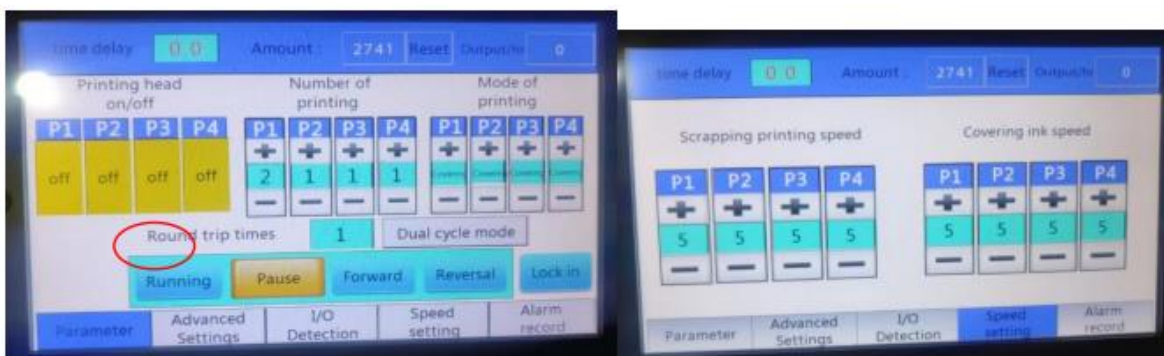 time delay 0.0 Amount : 2741 Reset Output/hr 0
Printing head on/off
Number of printing
Mode of printing
P1 P2 P3 P4 P1 P2 P3 P4 P1 P2 P3 P4
+ + + + + + + +
off off off off 2 1 1 1 Covering
- - - - - - - -
Round trip times 1 Dual cycle mode
Running Pause Forward Reversal Lock in
Parameter Advanced Settings I/O Detection Speed setting Alarm record
time delay 0.0 Amount : 2741 Reset Output/hr 0
Scrapping printing speed Covering ink speed
P1 P2 P3 P4 P1 P2 P3 P4
+ + + + + + + +
5 5 5 5 5 5 5 5
- - - - - - - -
Parameter Advanced Settings I/O Detection Speed setting Alarm record